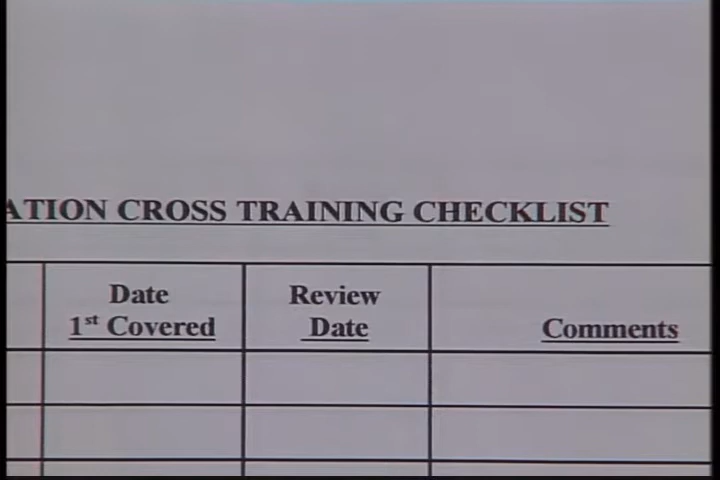 ATION CROSS TRAINING CHECKLIST
Date
1st Covered
Review
Date
Comments